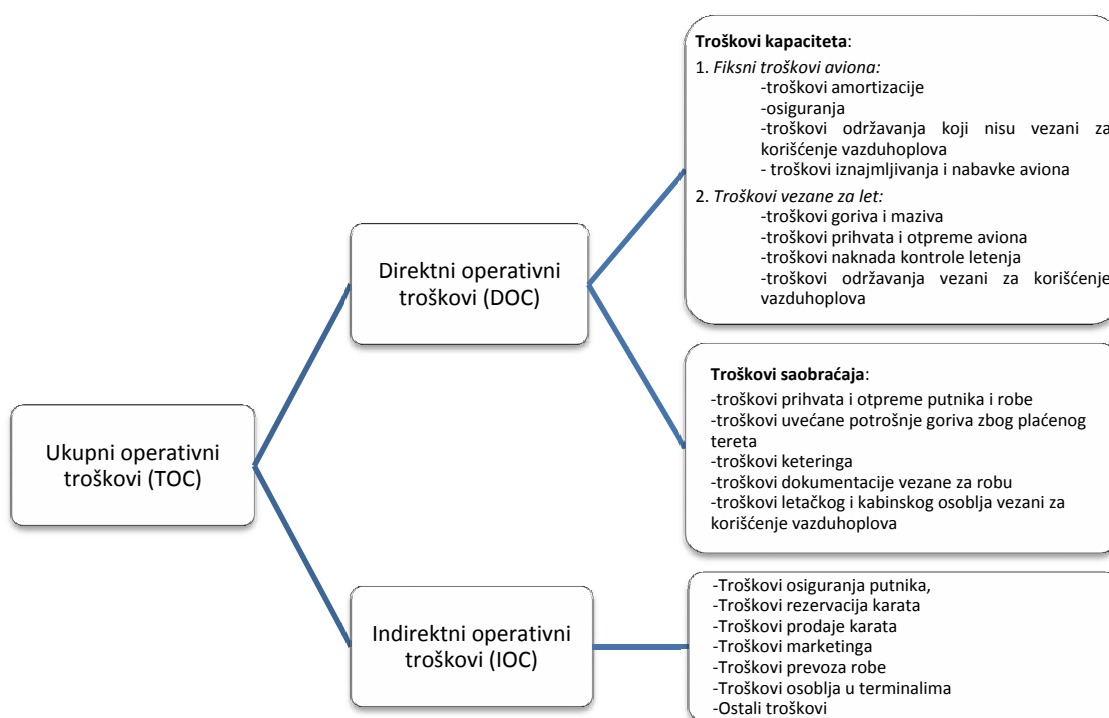 Troškovi kapaciteta:
1. Fiksni troškovi aviona:
-troškovi amortizacije
-osiguranja
-troškovi održavanja koji nisu vezani za
korišćenje vazduhoplova
- troškovi iznajmljivanja i nabavke aviona
2. Troškovi vezane za let:
-troškovi goriva i maziva
-troškovi prihvata i otpreme aviona
-troškovi naknada kontrole letenja
-troškovi održavanja vezani za korišćenje
vazduhoplova
Direktni operativni
troškovi (DOC)
Troškovi saobraćaja:
-troškovi prihvata i otpreme putnika i robe
-troškovi uvećane potrošnje goriva zbog plaćenog
tereta
-troškovi keteringa
-troškovi dokumentacije vezane za robu
-troškovi letačkog i kabinskog osoblja vezani za
korišćenje vazduhoplova
Ukupni operativni
troškovi (TOC)
Indirektni operativni
troškovi (IOC)
-Troškovi osiguranja putnika,
-Troškovi rezervacija karata
-Troškovi prodaje karata
-Troškovi marketinga
-Troškovi prevoza robe
-Troškovi osoblja u terminalima
-Ostali troškovi